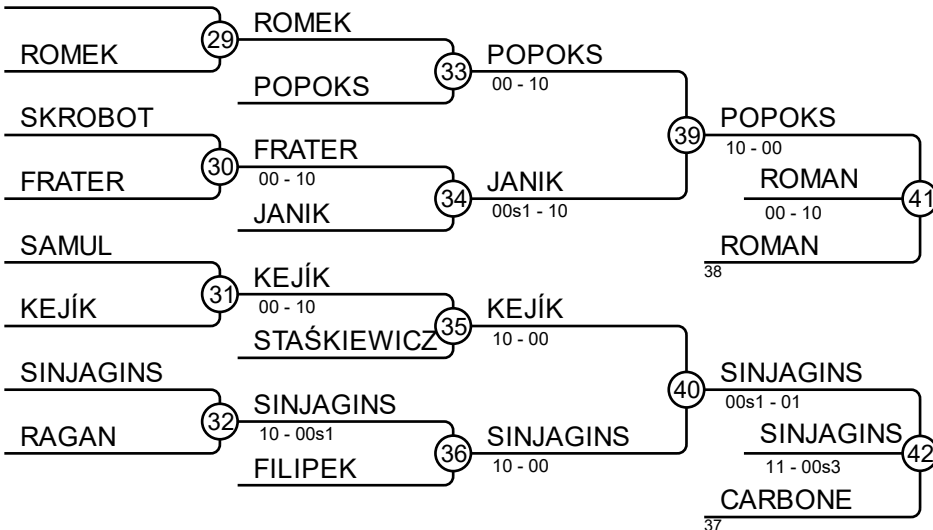 ROMEK
29
ROMEK
POPOKS
33
POPOKS
00 - 10
SKROBOT
FRATER
30
FRATER
00 - 10
JANIK
34
JANIK
00s1 - 10
39
POPOKS
10 - 00
ROMAN
00 - 10
ROMAN
38
41
SAMUL
KEJÍK
31
KEJÍK
00 - 10
STAŚKIEWICZ
35
KEJÍK
10 - 00
SINJAGINS
RAGAN
32
SINJAGINS
10 - 00s1
FILIPEK
36
SINJAGINS
10 - 00
40
SINJAGINS
00s1 - 01
SINJAGINS
11 - 00s3
CARBONE
37
42